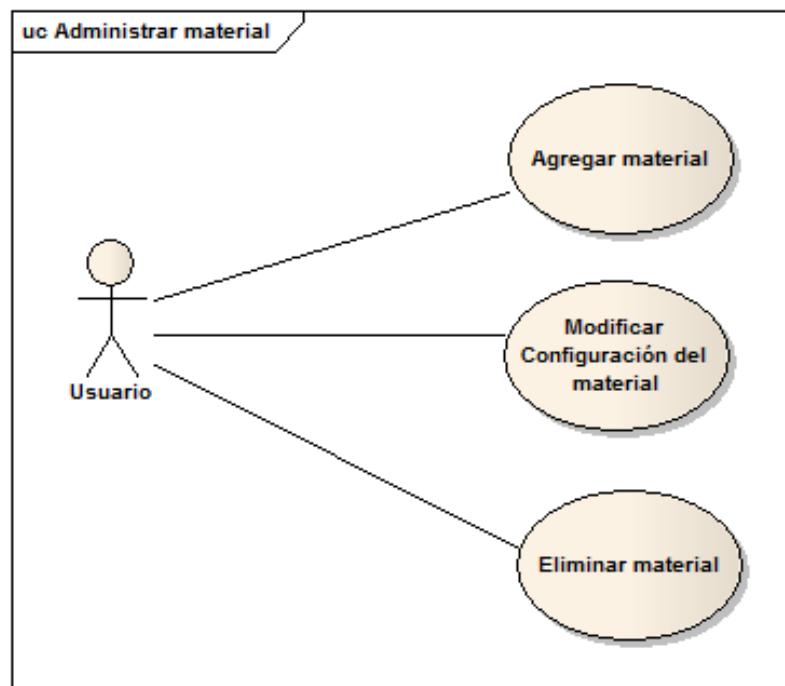 uc Administrar material
Agregar material
Modificar
Configuración del
material
Usuario
Eliminar material